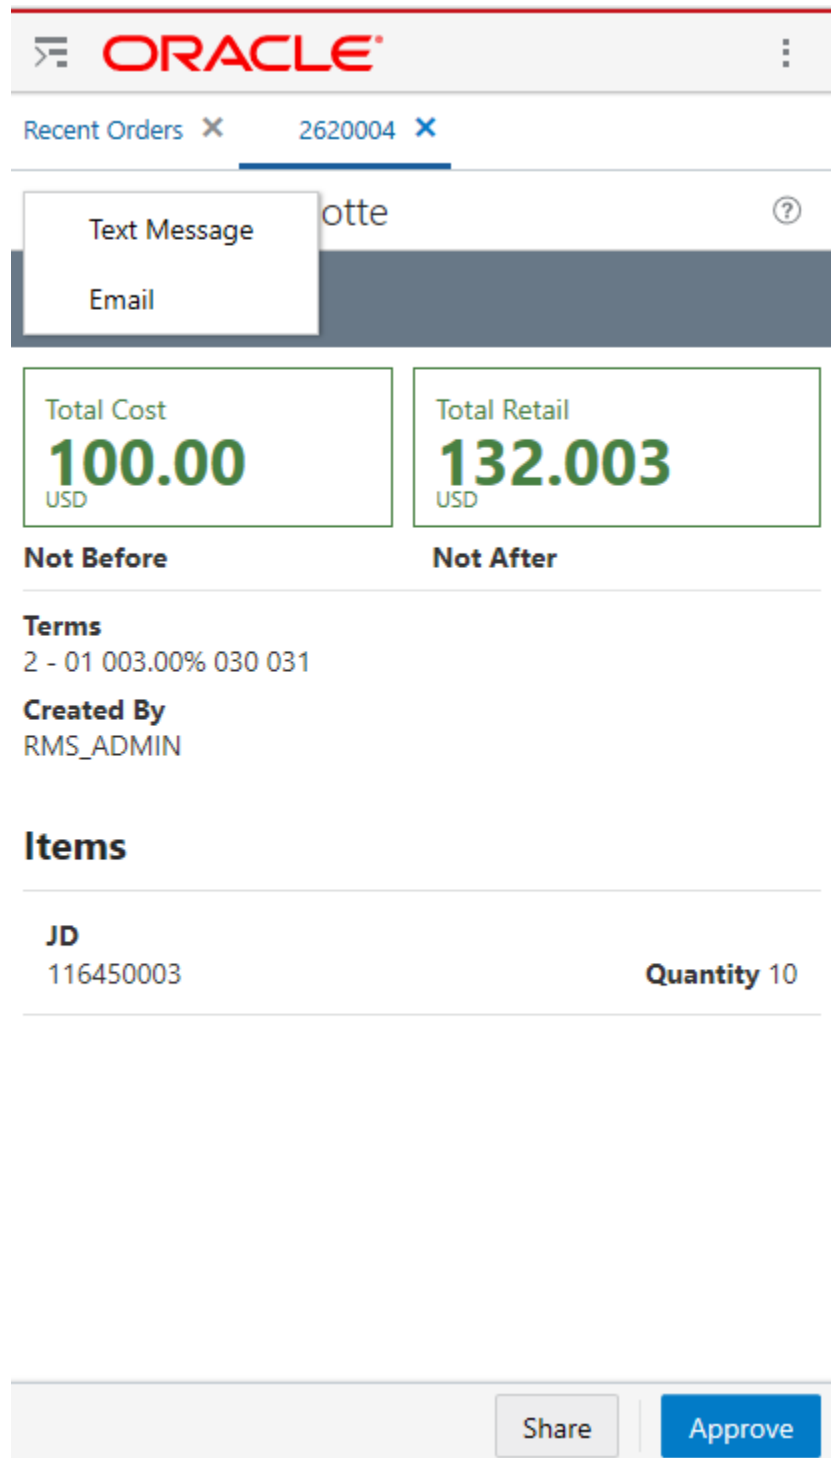 ORACLE
Recent Orders 2620004
Text Message
Email
Total Cost
100.00
USD
Total Retail
132.003
USD
Not Before Not After
Terms
2 - 01 003.00% 030 031
Created By
RMS_ADMIN
Items
JD
116450003
Quantity 10
Share Approve